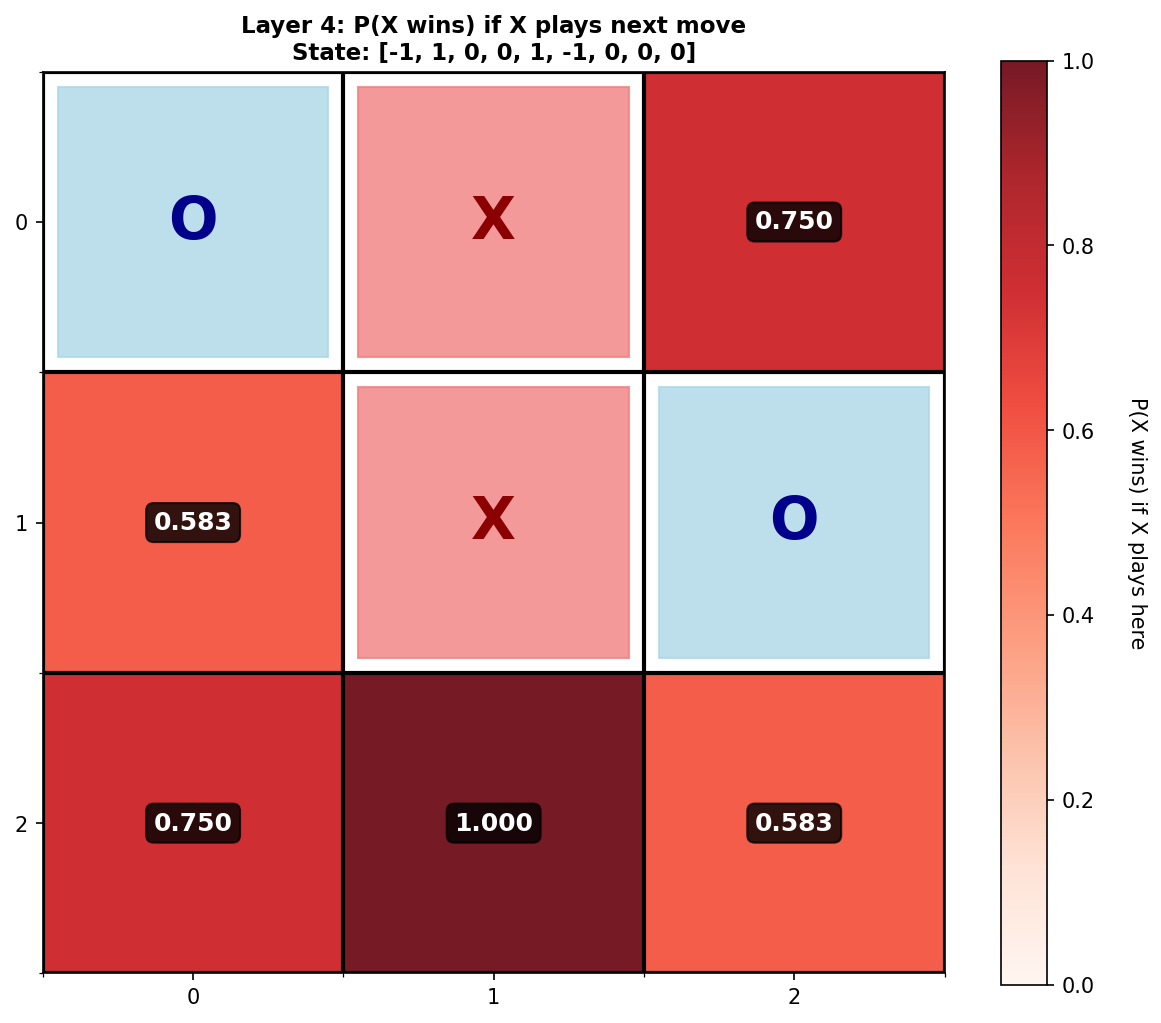 Layer 4: P(X wins) if X plays next move
State: [-1, 1, 0, 0, 1, -1, 0, 0, 0]
O
X
0.750
0.583
X
O
0.750
1.000
0.583
0
1
2
0
1
2
1.0
0.8
0.6
0.4
0.2
0.0
P(X wins) if X plays here